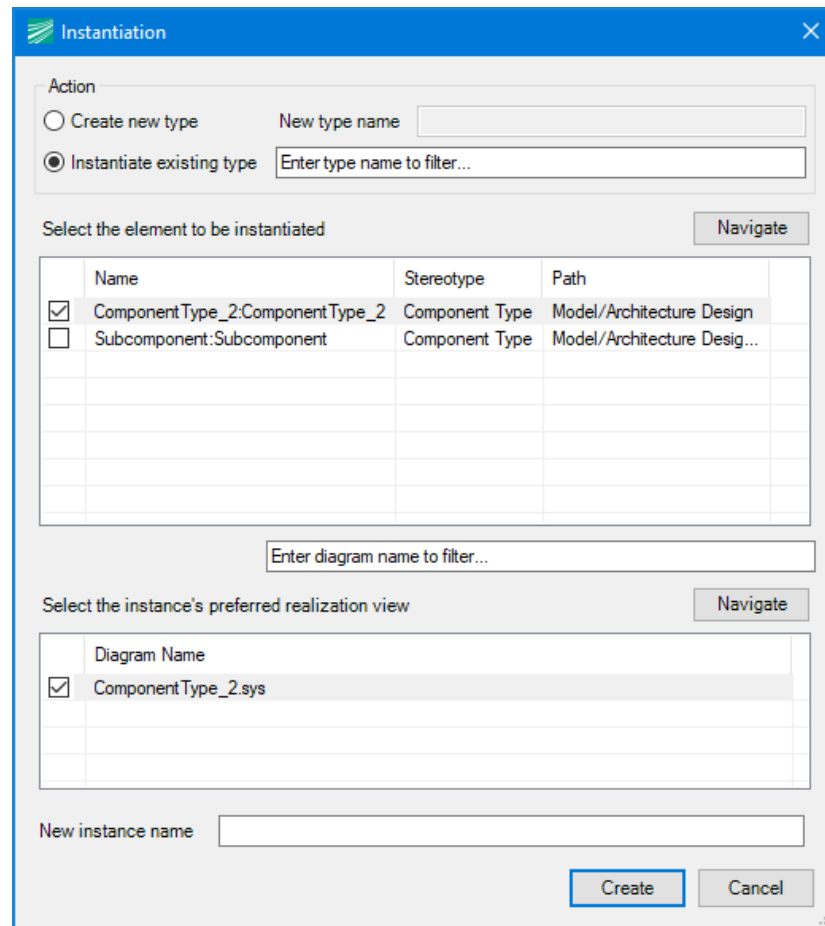 Instantiation
Action
Create new type New type name
Instantiate existing type Enter type name to filter...
Select the element to be instantiated Navigate
Name Stereotype Path
ComponentType_2:ComponentType_2 Component Type Model/Architecture Design
Subcomponent:Subcomponent Component Type Model/Architecture Desig...
Enter diagram name to filter...
Select the instance's preferred realization view Navigate
Diagram Name
ComponentType_2.sys
New instance name
Create Cancel